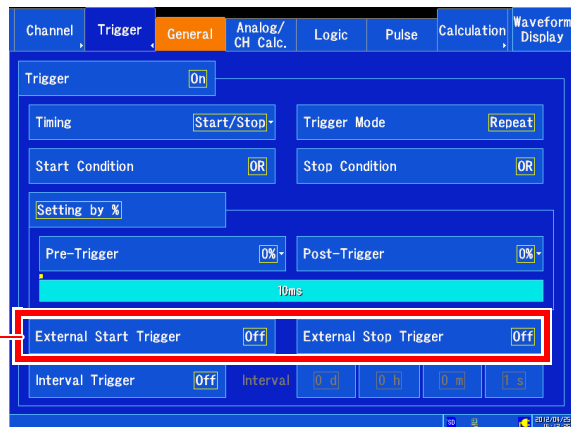 Channel Trigger General Analog/ CH Calc. Logic Pulse Calculation Waveform Display
Trigger On
Timing Start/Stop Trigger Mode Repeat
Start Condition OR Stop Condition OR
Setting by %
Pre-Trigger 0% Post-Trigger 0%
10ms
External Start Trigger Off External Stop Trigger Off
Interval Trigger Off Interval 0 d 0 h 0 m 1 s
SD